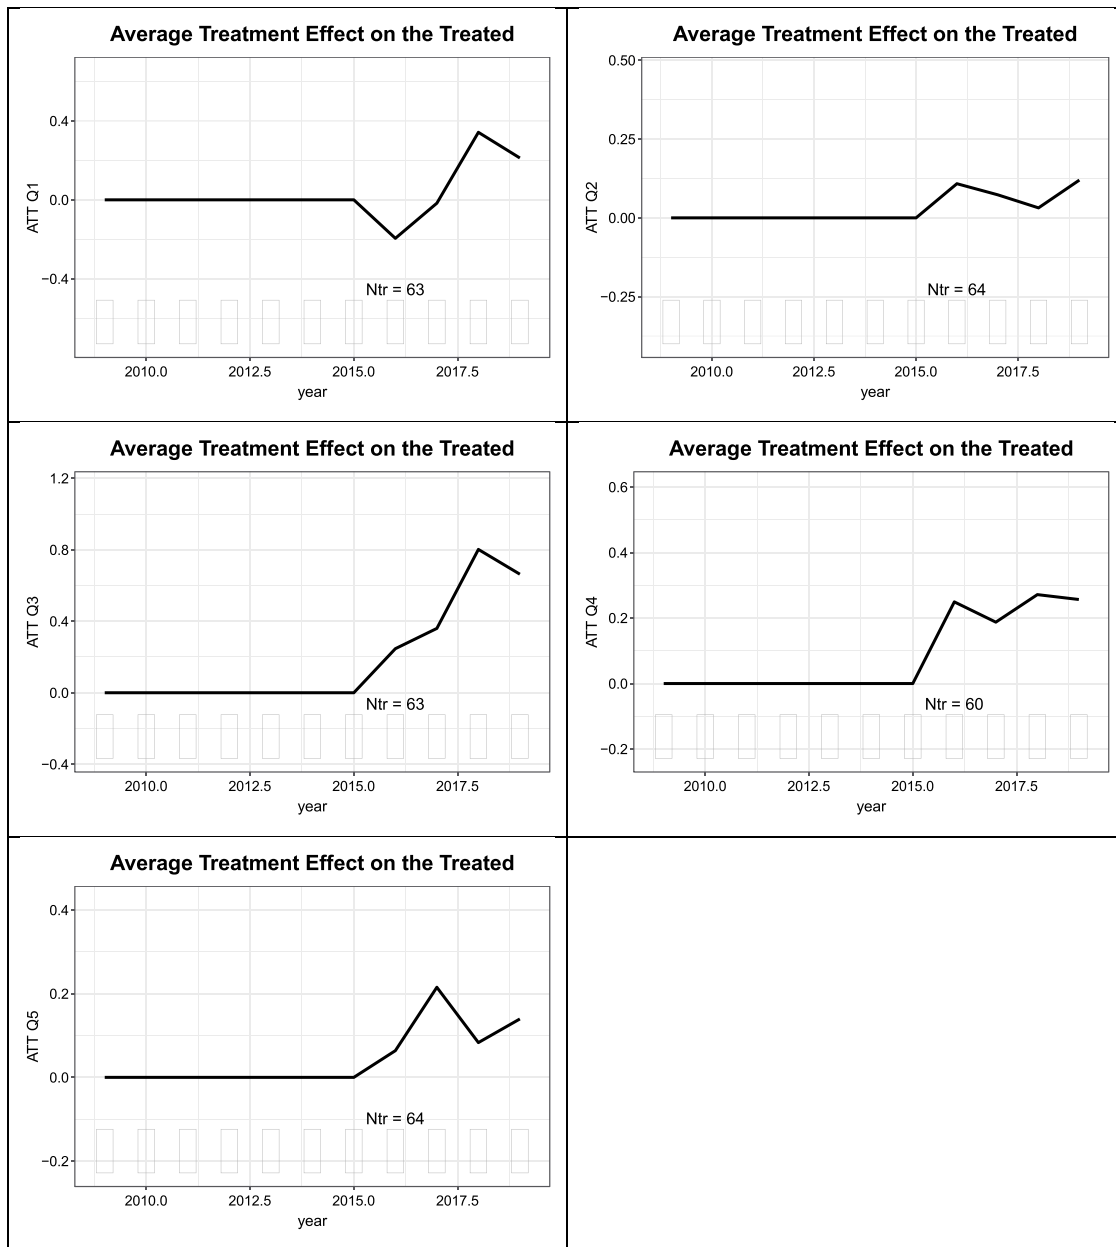 Average Treatment Effect on the Treated
0.4
0.0
−0.4
ATT Q1
Ntr = 63
2010.0 2012.5 2015.0 2017.5
year
Average Treatment Effect on the Treated
0.50
0.25
0.00
−0.25
ATT Q2
Ntr = 64
2010.0 2012.5 2015.0 2017.5
year
Average Treatment Effect on the Treated
1.2
0.8
0.4
0.0
−0.4
ATT Q3
Ntr = 63
2010.0 2012.5 2015.0 2017.5
year
Average Treatment Effect on the Treated
0.6
0.4
0.2
0.0
−0.2
ATT Q4
Ntr = 60
2010.0 2012.5 2015.0 2017.5
year
Average Treatment Effect on the Treated
0.4
0.2
0.0
−0.2
ATT Q5
Ntr = 64
2010.0 2012.5 2015.0 2017.5
year